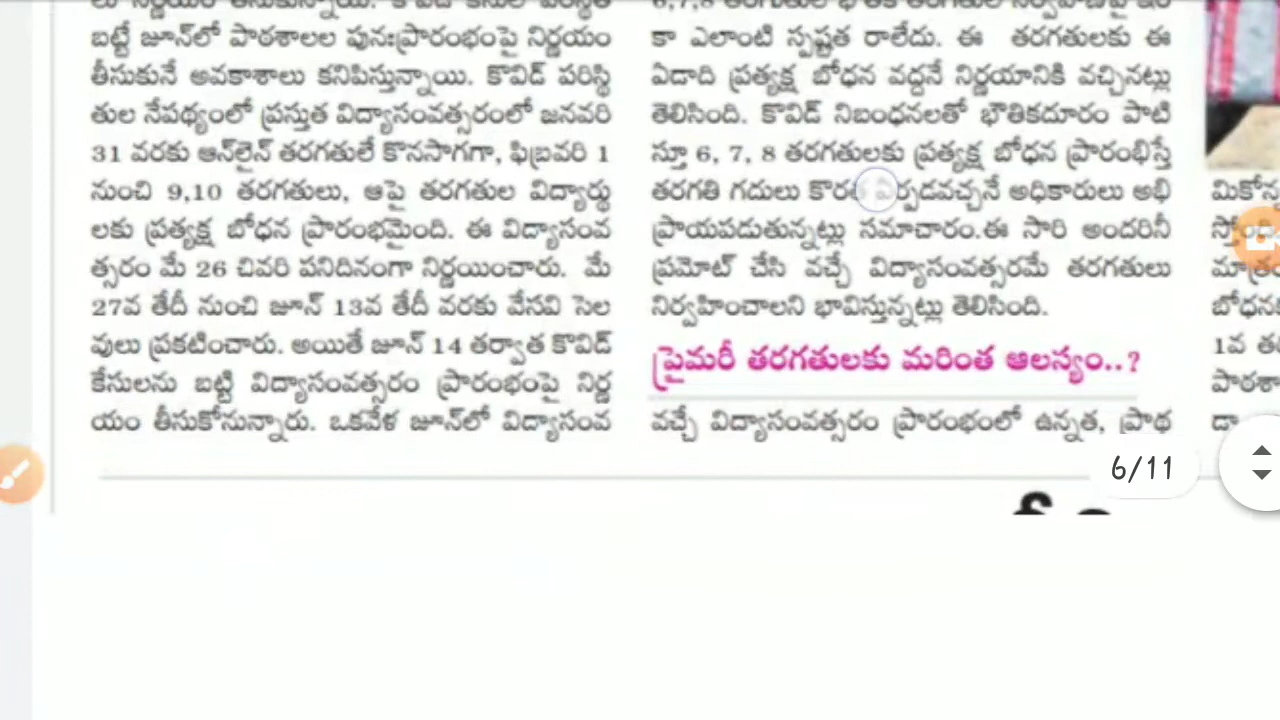 బట్టే జూన్‌లో పాఠశాలల పునఃప్రారంభంపై నిర్ణయం
తీసుకునే అవకాశాలు కనిపిస్తున్నాయి. కొవిడ్ పరిస్థి
తుల నేపథ్యంలో ప్రస్తుత విద్యాసంవత్సరంలో జనవరి
31 వరకు ఆన్‌లైన్ తరగతులే కొనసాగగా, ఫిబ్రవరి 1
నుంచి 9,10 తరగతులు, ఆపై తరగతుల విద్యార్థు
లకు ప్రత్యక్ష బోధన ప్రారంభమైంది. ఈ విద్యాసంవ
త్సరం మే 26 చివరి పనిదినంగా నిర్ణయించారు. మే
27వ తేదీ నుంచి జూన్ 13వ తేదీ వరకు వేసవి సెల
వులు ప్రకటించారు. అయితే జూన్ 14 తర్వాత కొవిడ్
కేసులను బట్టి విద్యాసంవత్సరం ప్రారంభంపై నిర్ణ
యం తీసుకోనున్నారు. ఒకవేళ జూన్‌లో విద్యాసంవ
కా ఎలాంటి స్పష్టత రాలేదు. ఈ తరగతులకు ఈ
ఏడాది ప్రత్యక్ష బోధన వద్దనే నిర్ణయానికి వచ్చినట్లు
తెలిసింది. కొవిడ్ నిబంధనలతో భౌతికదూరం పాటి
స్తూ 6, 7, 8 తరగతులకు ప్రత్యక్ష బోధన ప్రారంభిస్తే
తరగతి గదులు కొరత ఏర్పడవచ్చనే అధికారులు అభి
ప్రాయపడుతున్నట్లు సమాచారం.ఈ సారి అందరినీ
ప్రమోట్ చేసి వచ్చే విద్యాసంవత్సరమే తరగతులు
నిర్వహించాలని భావిస్తున్నట్లు తెలిసింది.
ప్రైమరీ తరగతులకు మరింత ఆలస్యం..?
వచ్చే విద్యాసంవత్సరం ప్రారంభంలో ఉన్నత, ప్రాథ
బోధన
1వ
పాఠశా
6/11